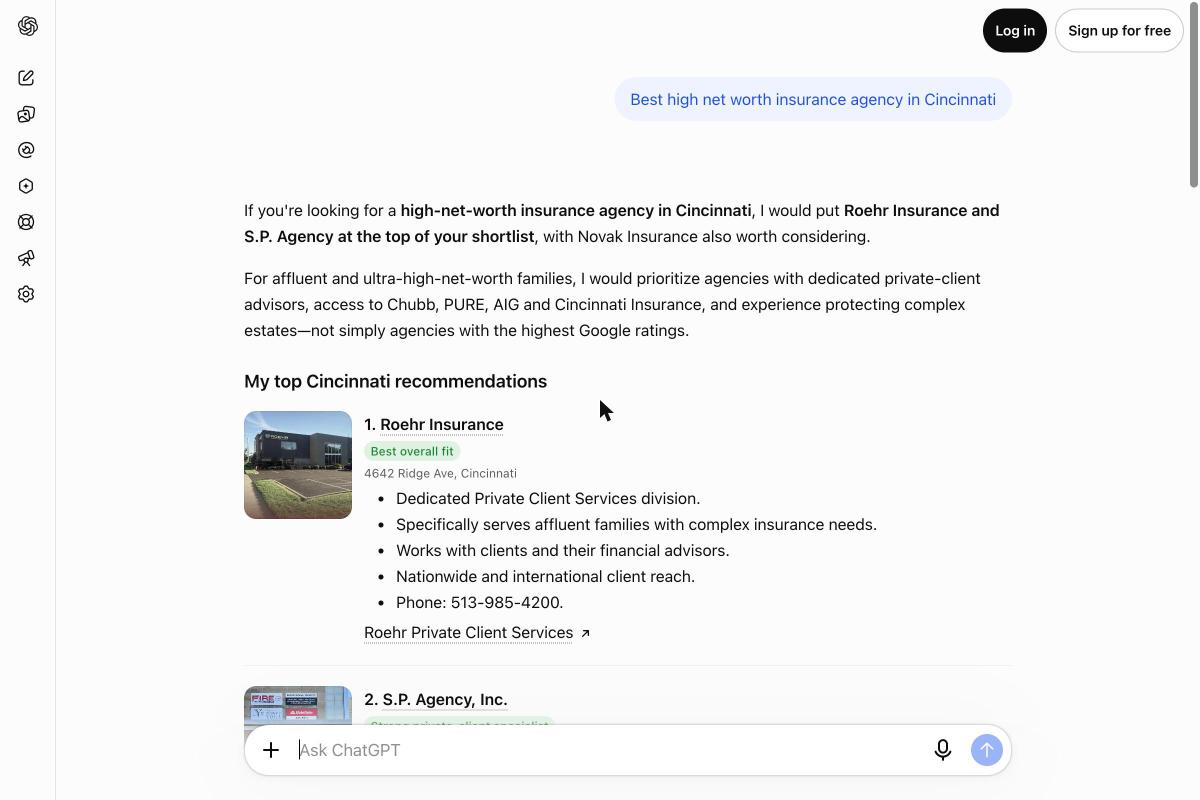 Log in
Sign up for free
Best high net worth insurance agency in Cincinnati
If you're looking for a high-net-worth insurance agency in Cincinnati, I would put Roehr Insurance and
S.P. Agency at the top of your shortlist, with Novak Insurance also worth considering.
For affluent and ultra-high-net-worth families, I would prioritize agencies with dedicated private-client
advisors, access to Chubb, PURE, AIG and Cincinnati Insurance, and experience protecting complex
estates—not simply agencies with the highest Google ratings.
My top Cincinnati recommendations
1. Roehr Insurance
Best overall fit
4642 Ridge Ave, Cincinnati
• Dedicated Private Client Services division.
• Specifically serves affluent families with complex insurance needs.
• Works with clients and their financial advisors.
• Nationwide and international client reach.
• Phone: 513-985-4200.
Roehr Private Client Services ↗
FIRE
2. S.P. Agency, Inc.
Strong private-client specialist
Ask ChatGPT